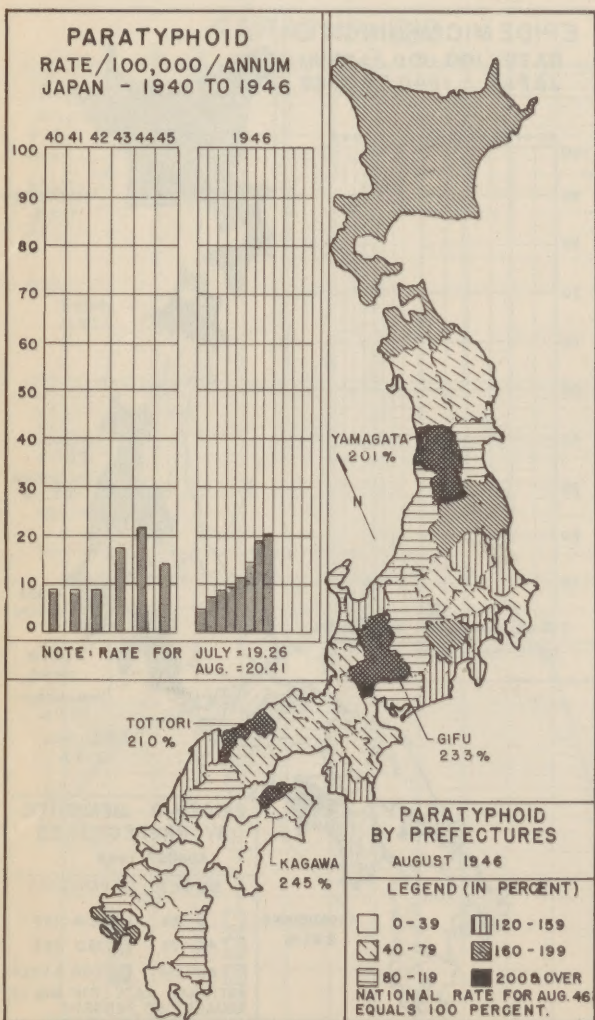 PARATYPHOID
RATE/100,000/ANNUM
JAPAN - 1940 TO 1946
40 41 42 43 44 45
1946
100
90
80
70
60
50
40
30
20
10
0
NOTE: RATE FOR JULY = 19.26
AUG. = 20.41
YAMAGATA
201 %
N
GIFU
233 %
TOTTORI
210 %
KAGAWA
245 %
PARATYPHOID
BY PREFECTURES
AUGUST 1946
LEGEND (IN PERCENT)
0-39
120-159
40-79
160-199
80-119
200 & OVER
NATIONAL RATE FOR AUG. 46
EQUALS 100 PERCENT.